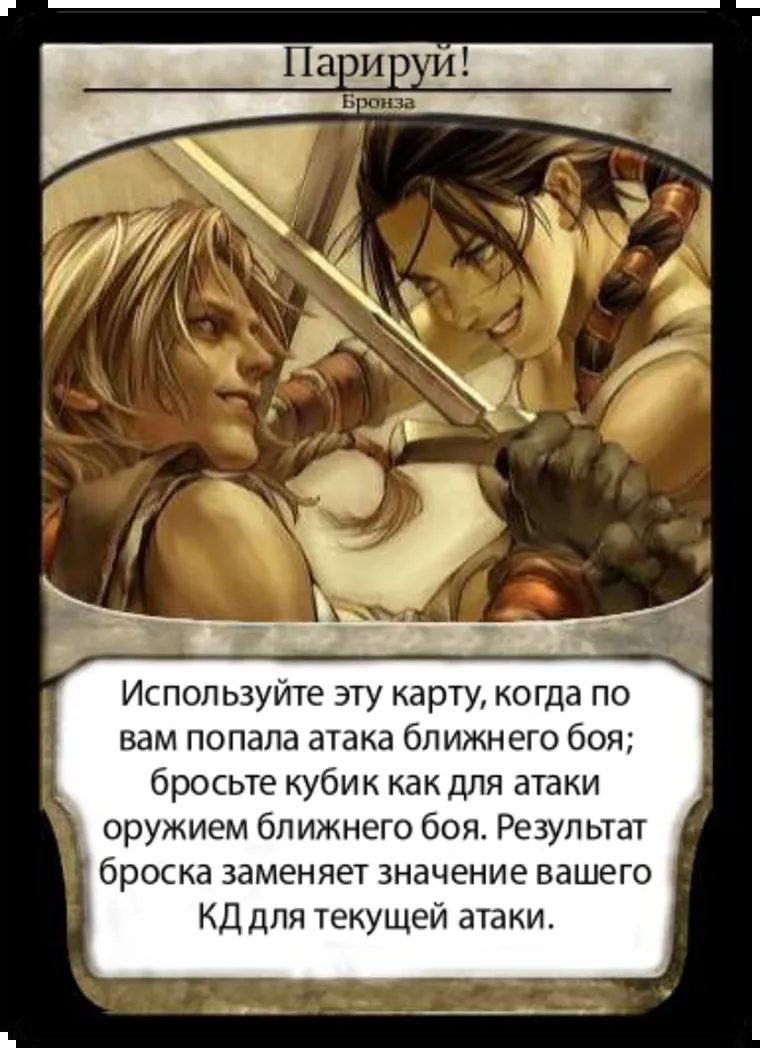 Парируй!
Бронза
Используйте эту карту, когда по
вам попала атака ближнего боя;
бросьте кубик как для атаки
оружием ближнего боя. Результат
броска заменяет значение вашего
КД для текущей атаки.